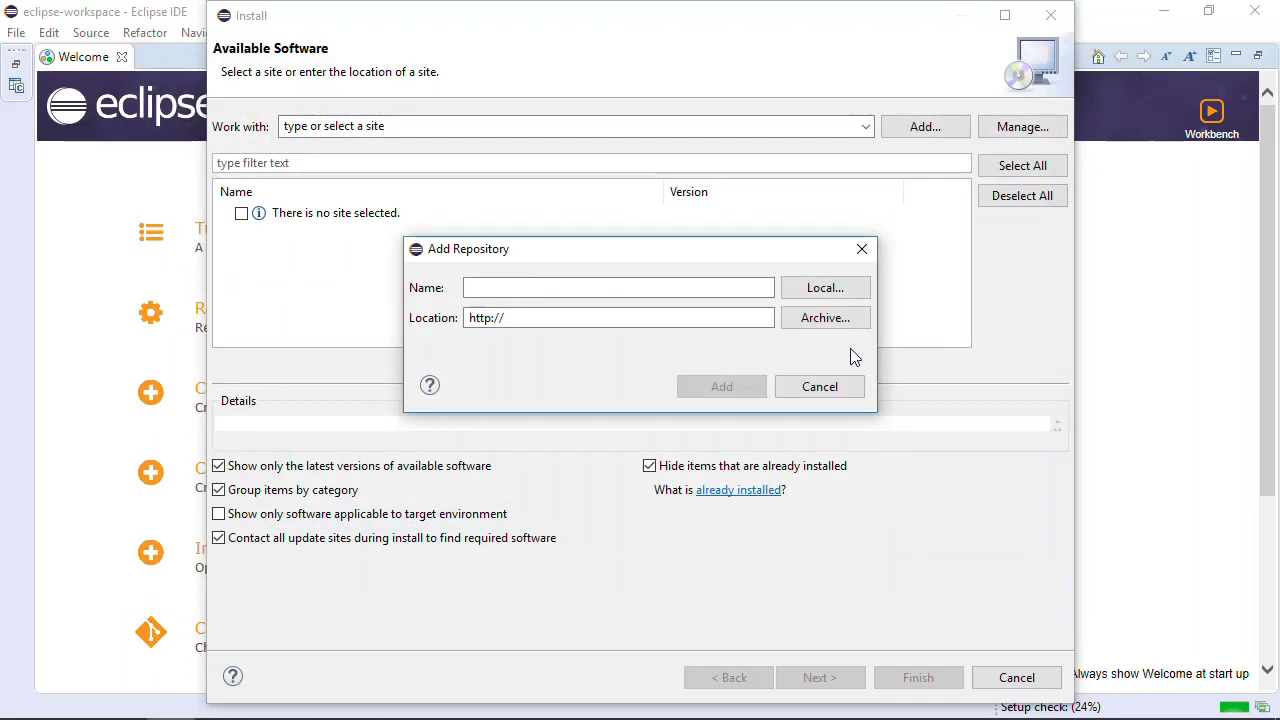 eclipse-workspace - Eclipse IDE
Install
File Edit Source Refactor Navi
Available Software
Select a site or enter the location of a site.
Welcome
eclipse
Workbench
Work with: type or select a site Add... Manage...
type filter text Select All
Name Version Deselect All
There is no site selected.
Add Repository
Name: Local...
Location: http:// Archive...
Add Cancel
Details
Show only the latest versions of available software Hide items that are already installed
Group items by category What is already installed?
Show only software applicable to target environment
Contact all update sites during install to find required software
< Back Next > Finish Cancel
Always show Welcome at start up
Setup check: (24%)